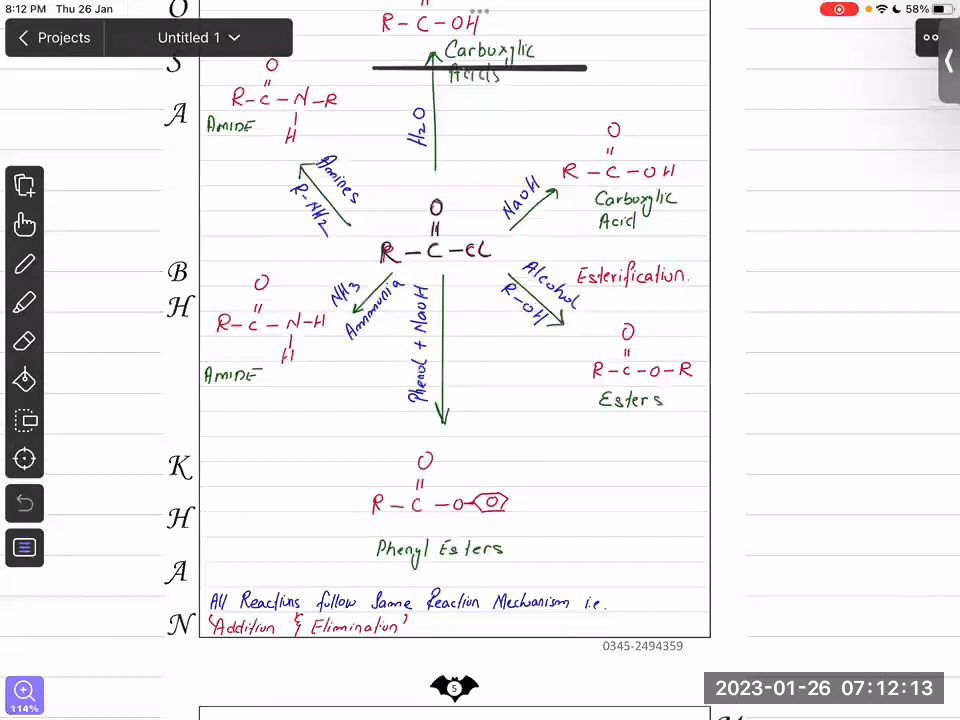 8:12 PM Thu 26 Jan
58%
Projects
Untitled 1
O
S
A
B
H
K
H
A
N
O
R - C - OH
Carboxylic
Acids
H2O
O
R - C - N - R
H
AMIDE
Amines
R-NH2
O
R - C - OH
Carboxylic
Acid
NaOH
O
R - C - CL
Alcohol
R-OH
Esterification.
O
R - C - O - R
Esters
NH3
Ammonia
O
R - C - N-H
H
AMIDE
Phenol + NaOH
O
R - C - O
Phenyl Esters
All Reactions follow Same Reaction Mechanism i.e.
'Addition & Elimination'
0345-2494359
5
114%
2023-01-26 07:12:13